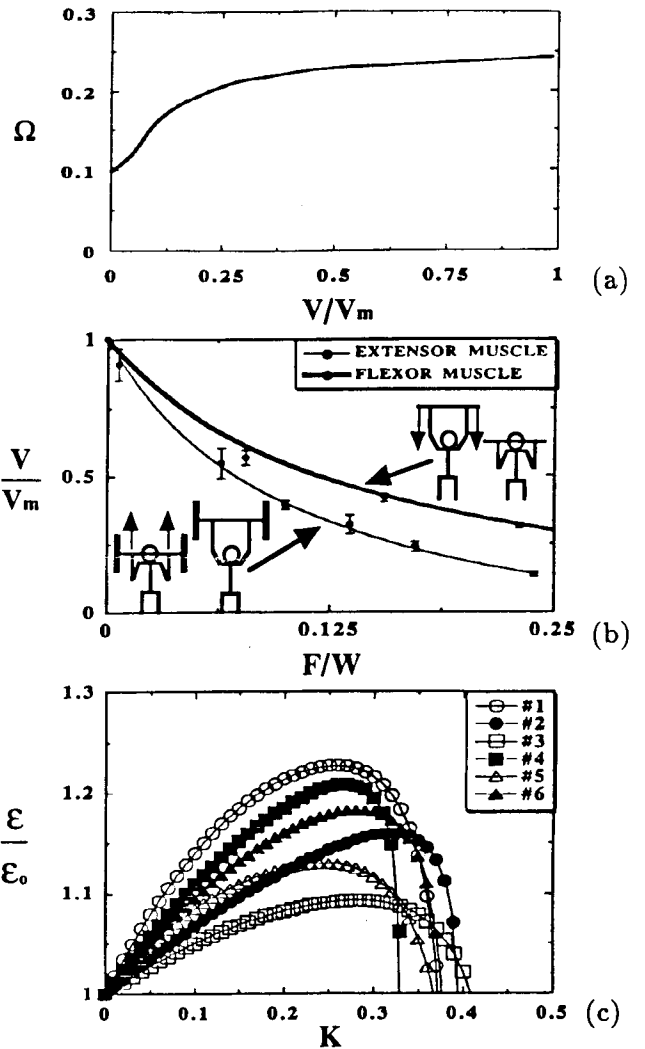 0.3
0.2
Ω
0.1
0
0 0.25 0.5 0.75 1
V/Vm
(a)
1
EXTENSOR MUSCLE
FLEXOR MUSCLE
V
Vm
0.5
0
0 0.125 0.25
F/W
(b)
1.3
#1
#2
#3
#4
#5
#6
1.2
ε
ε₀
1.1
1
0 0.1 0.2 0.3 0.4 0.5
K
(c)